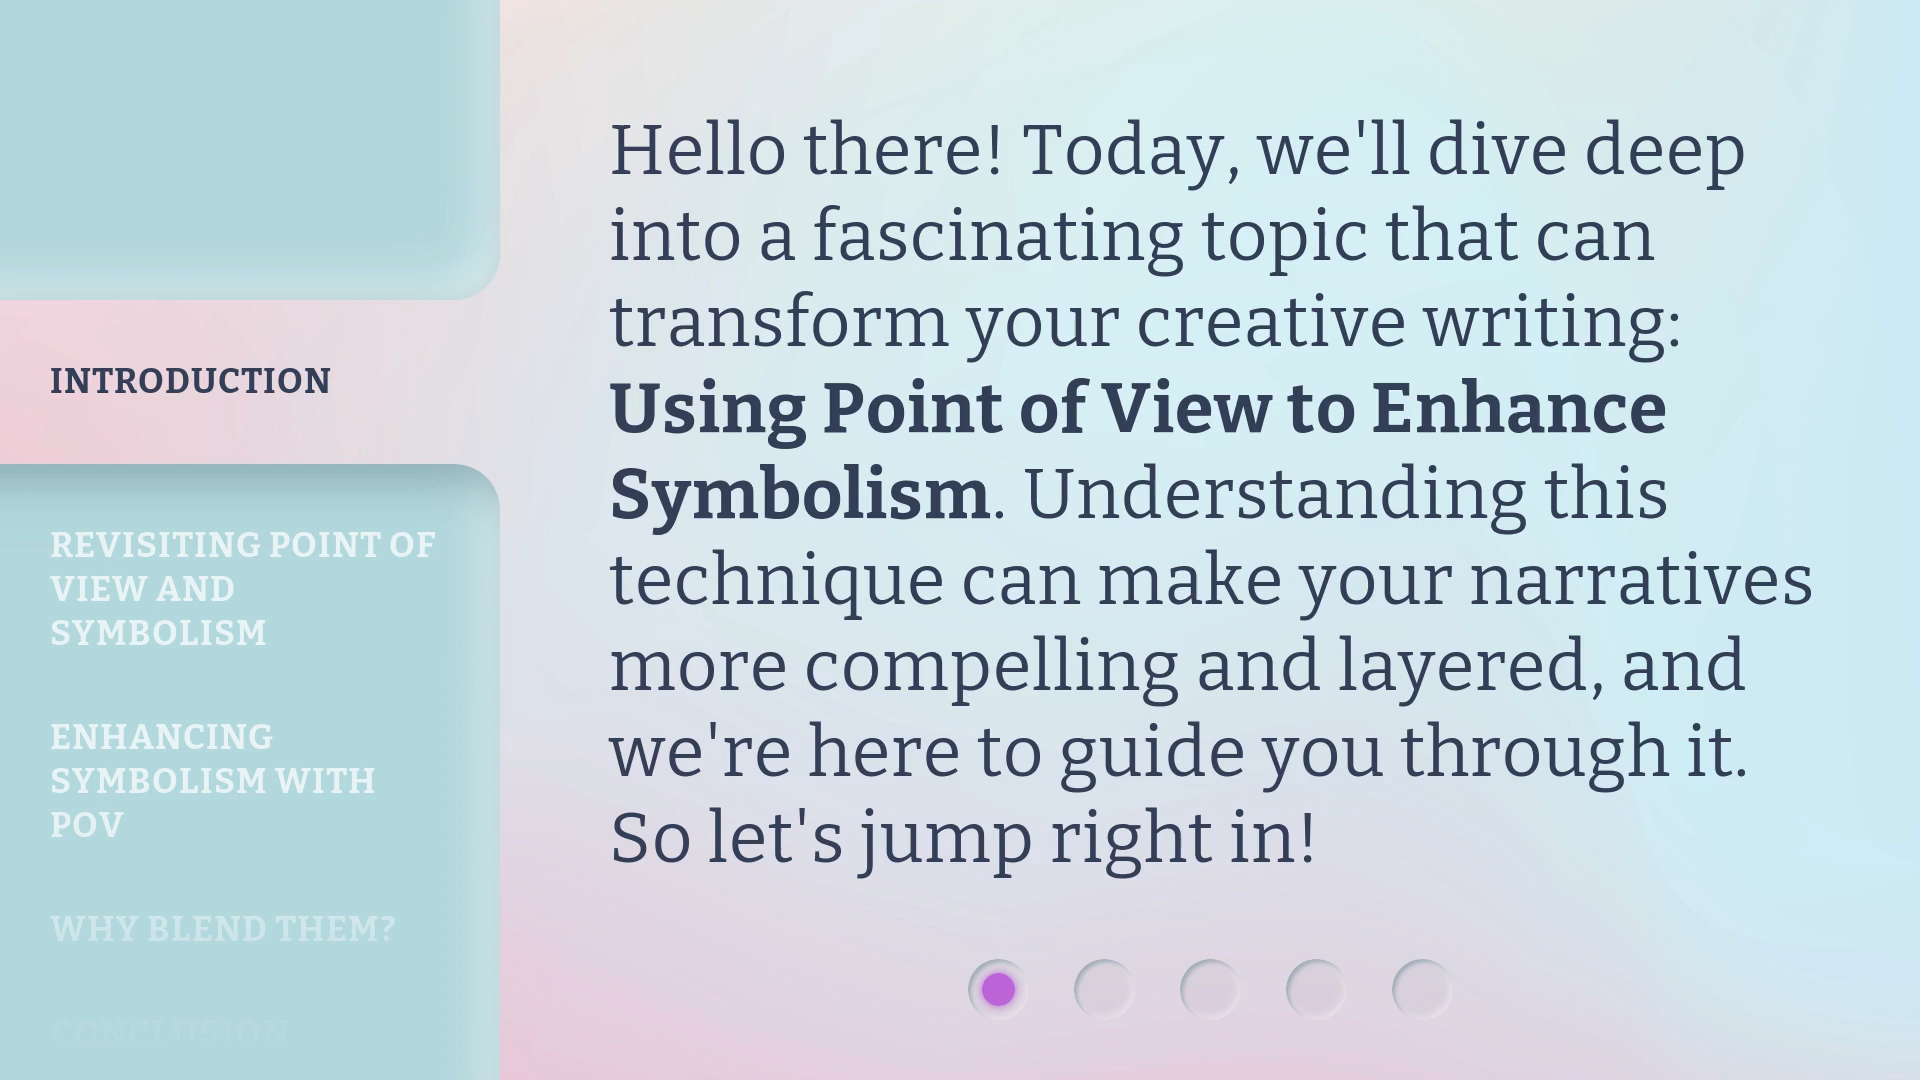 INTRODUCTION
REVISITING POINT OF
VIEW AND
SYMBOLISM
ENHANCING
SYMBOLISM WITH
POV
WHY BLEND THEM?
CONCLUSION
Hello there! Today, we'll dive deep
into a fascinating topic that can
transform your creative writing:
Using Point of View to Enhance
Symbolism. Understanding this
technique can make your narratives
more compelling and layered, and
we're here to guide you through it.
So let's jump right in!